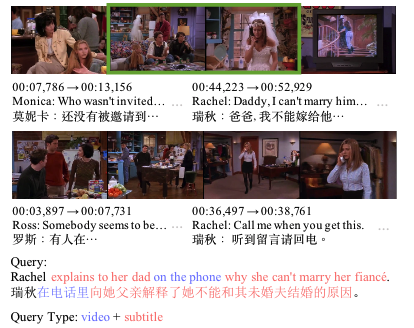 00:07,786→00:13,156
00:44,223→00:52,929
Monica: Who wasn't invited… …
Rachel: Daddy, I can't marry him… …
莫妮卡：还没有被邀请到…
瑞秋：爸爸, 我不能嫁给他…
00:03,897→00:07,731
00:36,497→00:38,761
Ross: Somebody seems to be… …
Rachel: Call me when you get this. …
罗斯：有人在…
瑞秋： 听到留言请回电。
Query:
Rachel explains to her dad on the phone why she can't marry her fiancé.
瑞秋在电话里向她父亲解释了她不能和其未婚夫结婚的原因。
Query Type: video + subtitle